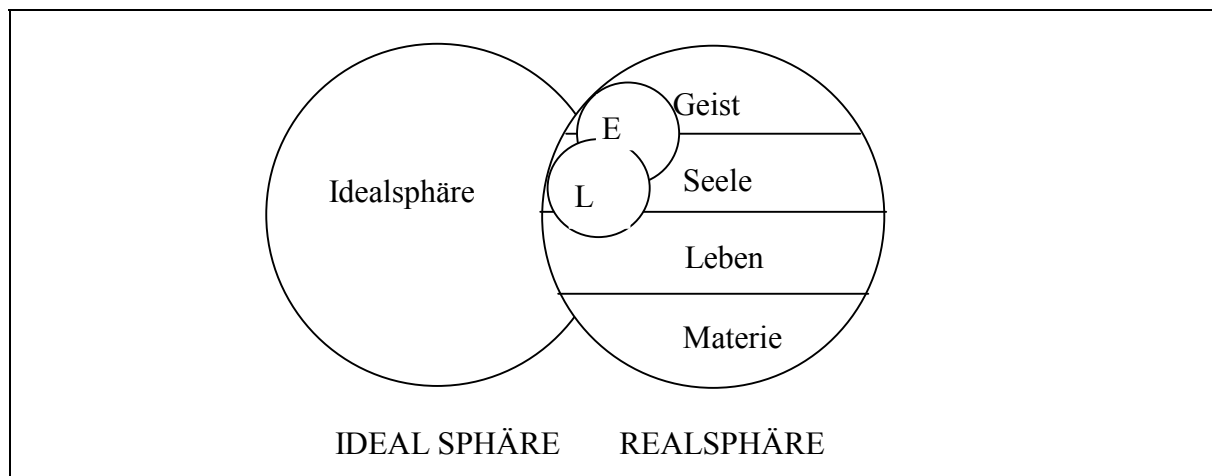 Geist
E
Idealsphäre
Seele
L
Leben
Materie
IDEAL SPHÄRE REALSPHÄRE